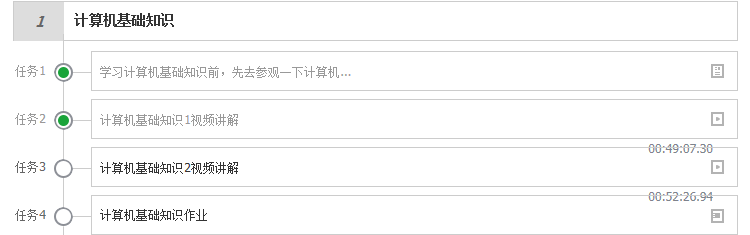 1 计算机基础知识
任务1 学习计算机基础知识前，先去参观一下计算机...
任务2 计算机基础知识1视频讲解
00:49:07.30
任务3 计算机基础知识2视频讲解
00:52:26.94
任务4 计算机基础知识作业